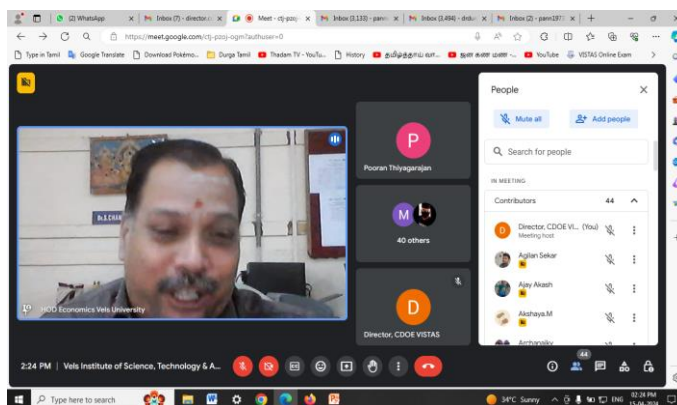 (2) WhatsApp
Inbox (7) - director.c
Meet - ctj-pzoj-
Inbox (3,133) - pann
Inbox (3,494) - drdu
Inbox (2) - pann197
https://meet.google.com/ctj-pzoj-ogm?authuser=0
Type in Tamil
Google Translate
Download Pokémo...
Durga Tamil
Thadam TV - YouTu...
History
YouTube
VISTAS Online Exam
HOD Economics Vels University
P
Pooran Thiyagarajan
M
40 others
D
Director, CDOE VISTAS
People
Mute all
Add people
Search for people
IN MEETING
Contributors 44
D
Director, CDOE VI... (You)
Meeting host
Agilan Sekar
Ajay Akash
Akshaya.M
Archanaiky
2:24 PM | Vels Institute of Science, Technology & A...
44
Type here to search
34°C Sunny
ENG
02:24 PM
15-04-2024